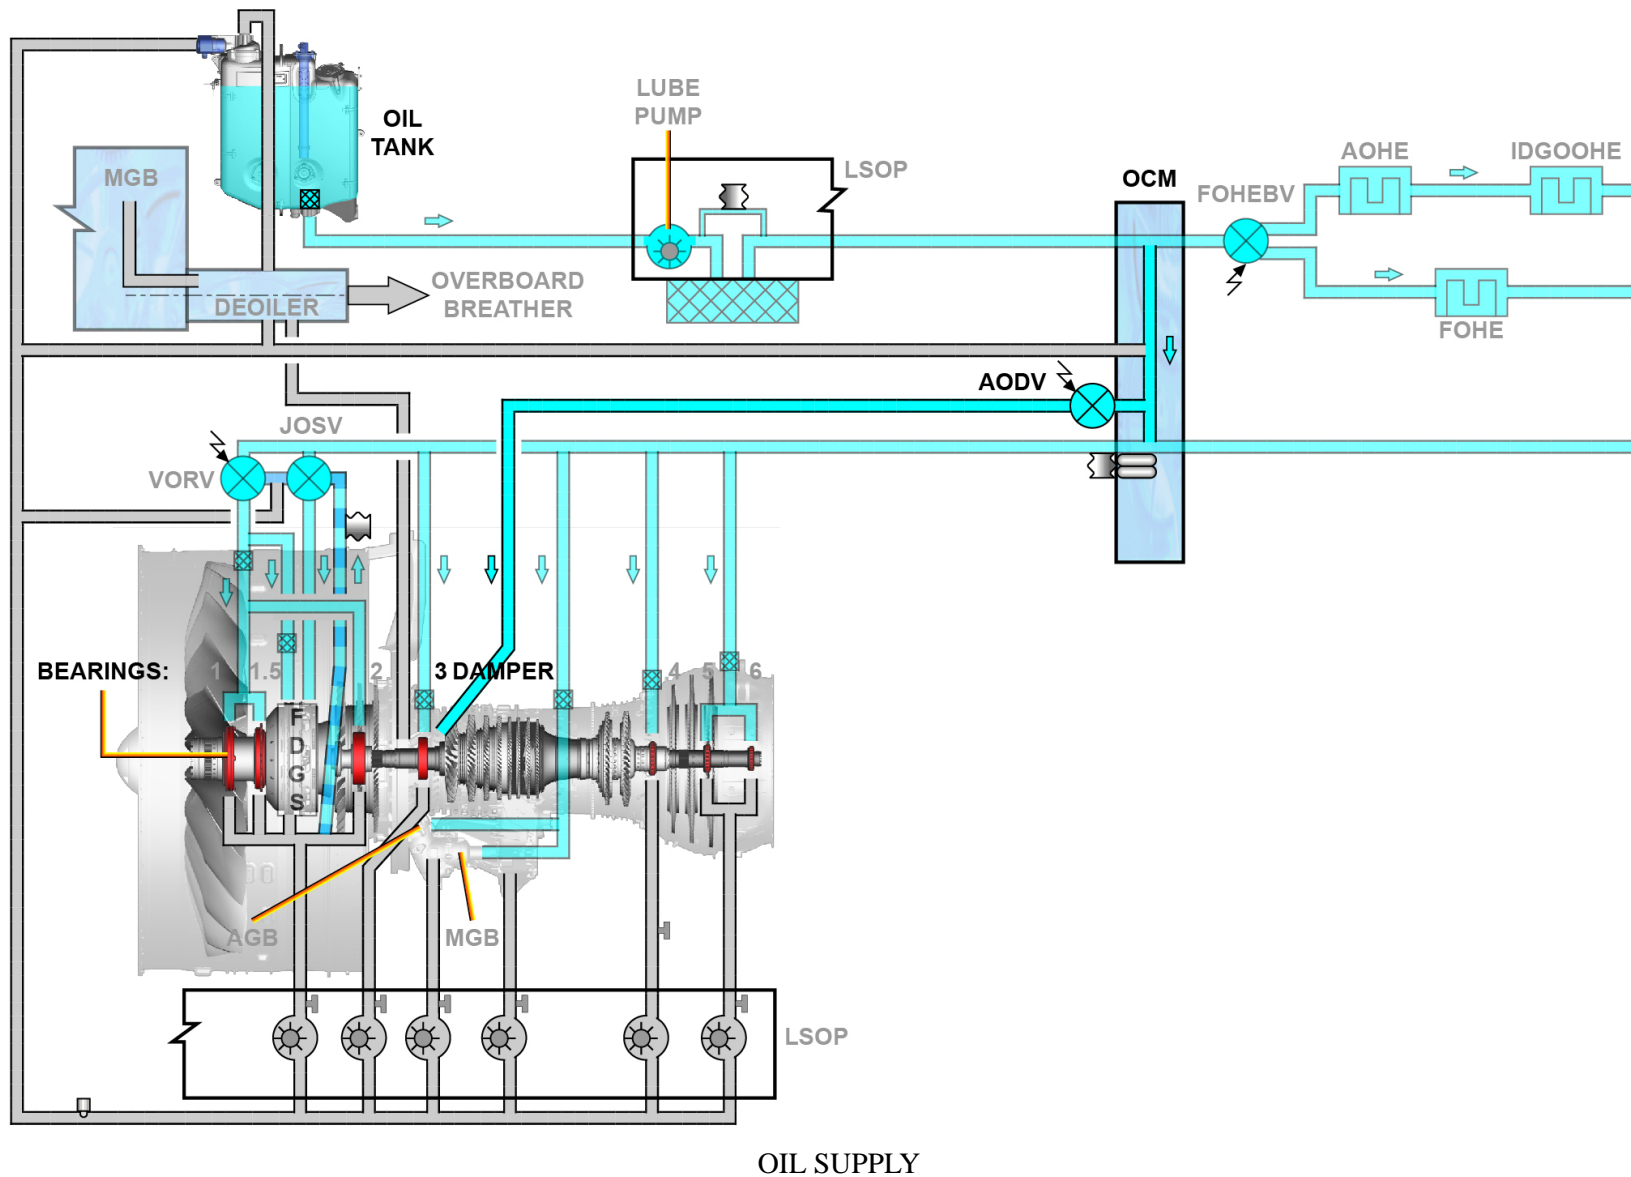 OIL
TANK
LUBE
PUMP
LSOP
MGB
OCM
AOHE
IDGOOHE
FOHEBV
OVERBOARD
BREATHER
DEOILER
FOHE
AODV
JOSV
VORV
BEARINGS:
1
1.5
2
3 DAMPER
4
5
6
F
D
G
S
AGB
MGB
LSOP
OIL SUPPLY